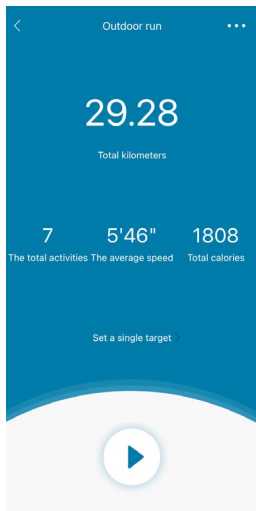 Outdoor run
29.28
Total kilometers
7 5'46" 1808
The total activities The average speed Total calories
Set a single target